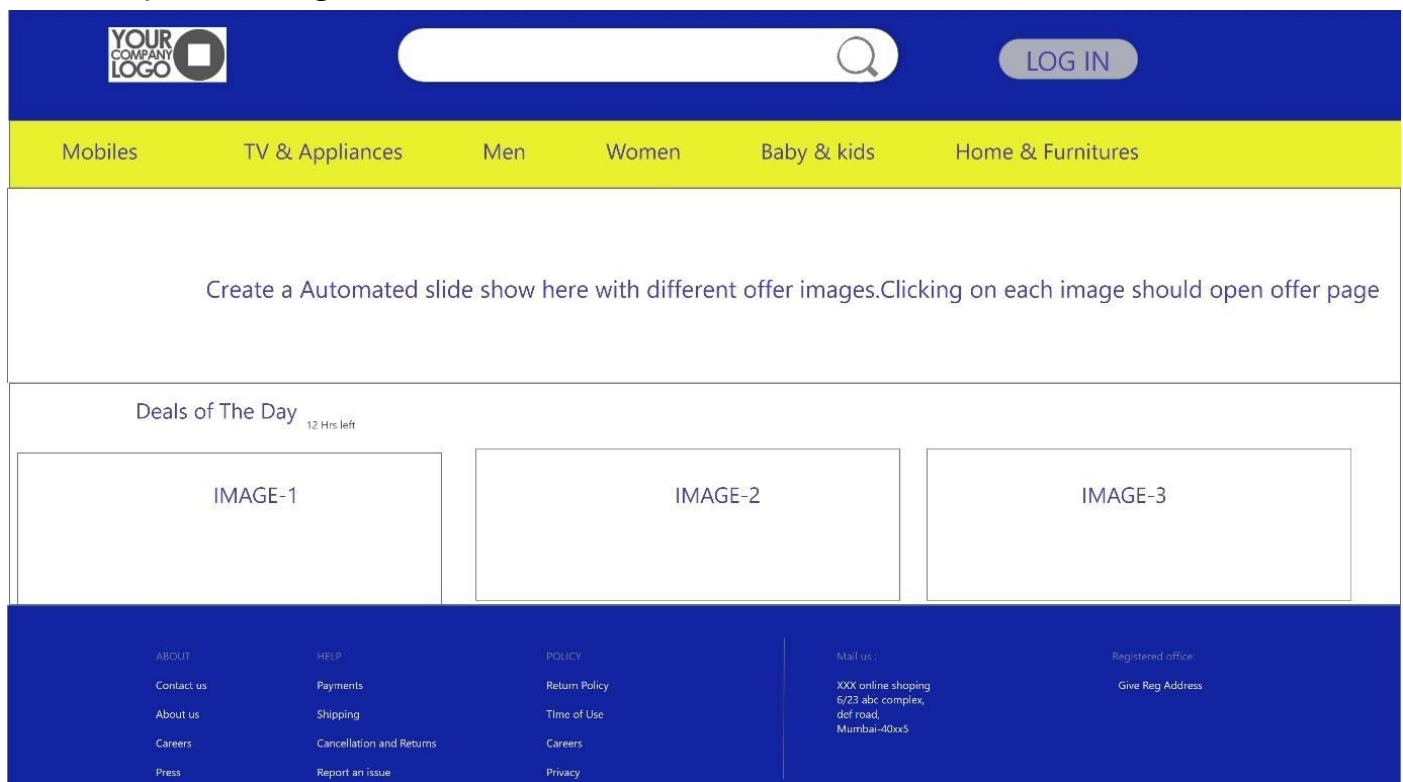 YOUR
COMPANY
LOGO
LOG IN
Mobiles TV & Appliances Men Women Baby & kids Home & Furnitures
Create a Automated slide show here with different offer images.Clicking on each image should open offer page
Deals of The Day 12 Hrs left
IMAGE-1 IMAGE-2 IMAGE-3
ABOUT HELP POLICY Mail us : Registered office:
Contact us Payments Return Policy XXX online shoping Give Reg Address
6/23 abc complex,
About us Shipping TIme of Use def road,
Mumbai-40xx5
Careers Cancellation and Returns Careers
Press Report an issue Privacy